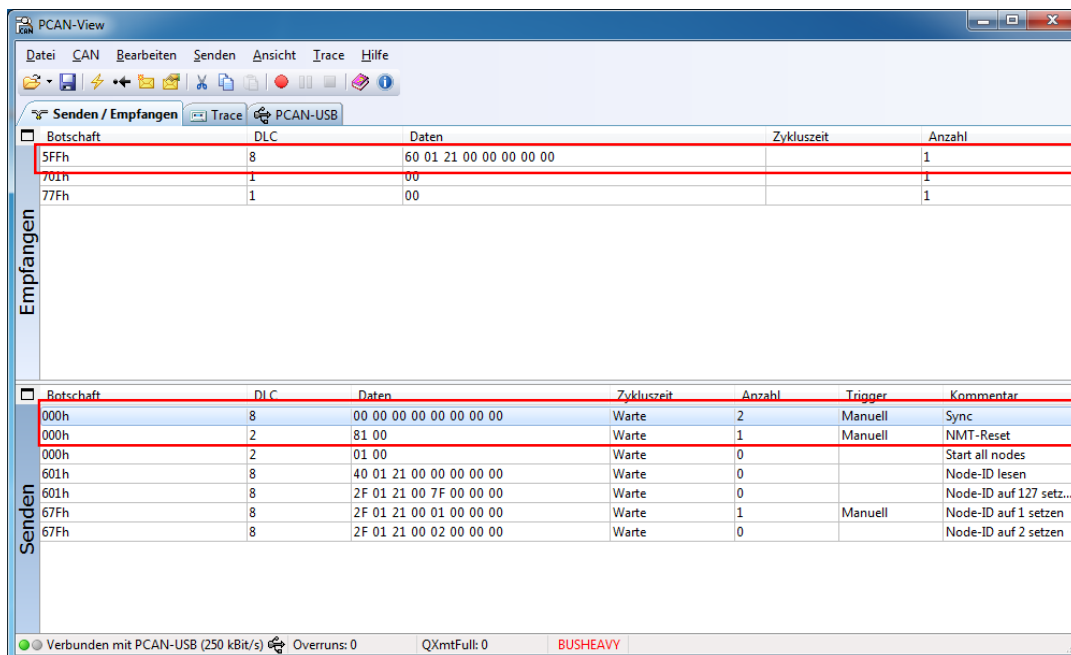 PCAN-View
Datei CAN Bearbeiten Senden Ansicht Trace Hilfe
Senden / Empfangen Trace PCAN-USB
Botschaft DLC Daten Zykluszeit Anzahl
5FFh 8 60 01 21 00 00 00 00 00 1
701h 1 00 1
77Fh 1 00 1
Empfangen
Botschaft DLC Daten Zykluszeit Anzahl Trigger Kommentar
000h 8 00 00 00 00 00 00 00 00 Warte 2 Manuell Sync
000h 2 81 00 Warte 1 Manuell NMT-Reset
000h 2 01 00 Warte 0 Start all nodes
601h 8 40 01 21 00 00 00 00 00 Warte 0 Node-ID lesen
601h 8 2F 01 21 00 7F 00 00 00 Warte 0 Node-ID auf 127 setz...
67Fh 8 2F 01 21 00 01 00 00 00 Warte 1 Manuell Node-ID auf 1 setzen
67Fh 8 2F 01 21 00 02 00 00 00 Warte 0 Node-ID auf 2 setzen
Senden
Verbunden mit PCAN-USB (250 kBit/s) Overruns: 0 QXmtFull: 0 BUSHEAVY